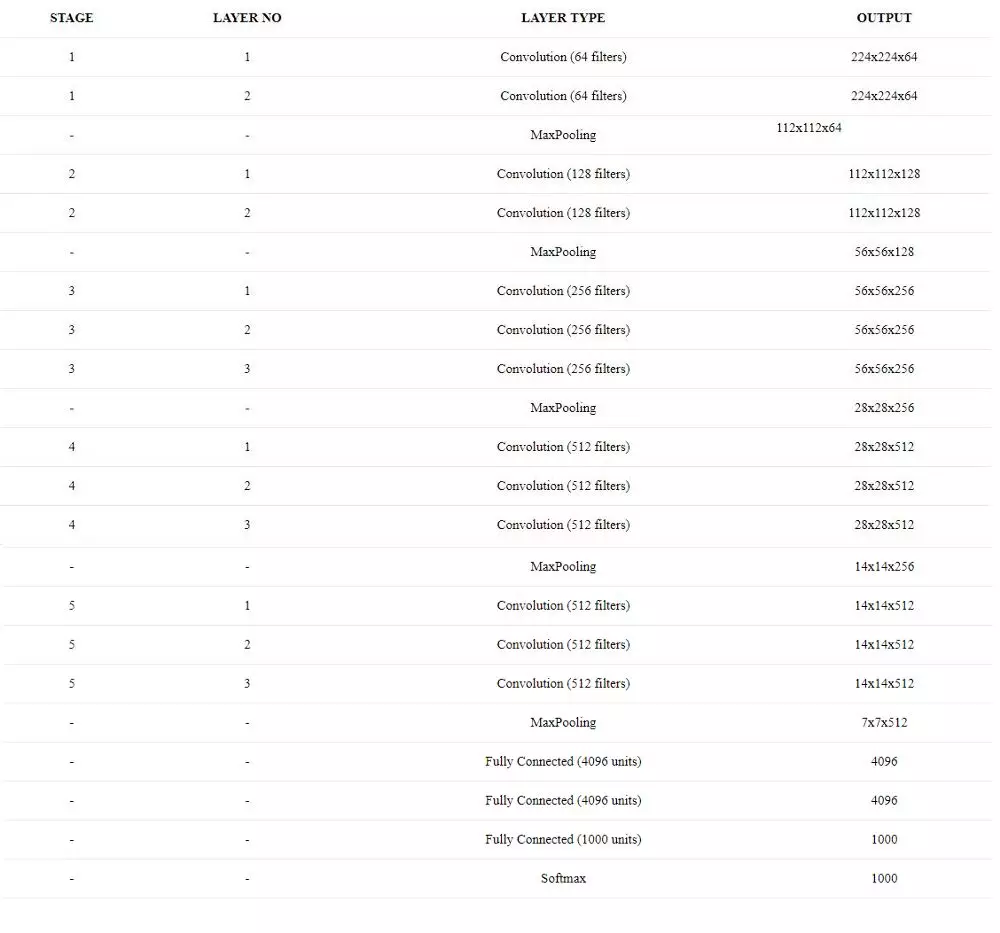 STAGE LAYER NO LAYER TYPE OUTPUT
1 1 Convolution (64 filters) 224x224x64
1 2 Convolution (64 filters) 224x224x64
- - MaxPooling 112x112x64
2 1 Convolution (128 filters) 112x112x128
2 2 Convolution (128 filters) 112x112x128
- - MaxPooling 56x56x128
3 1 Convolution (256 filters) 56x56x256
3 2 Convolution (256 filters) 56x56x256
3 3 Convolution (256 filters) 56x56x256
- - MaxPooling 28x28x256
4 1 Convolution (512 filters) 28x28x512
4 2 Convolution (512 filters) 28x28x512
4 3 Convolution (512 filters) 28x28x512
- - MaxPooling 14x14x256
5 1 Convolution (512 filters) 14x14x512
5 2 Convolution (512 filters) 14x14x512
5 3 Convolution (512 filters) 14x14x512
- - MaxPooling 7x7x512
- - Fully Connected (4096 units) 4096
- - Fully Connected (4096 units) 4096
- - Fully Connected (1000 units) 1000
- - Softmax 1000